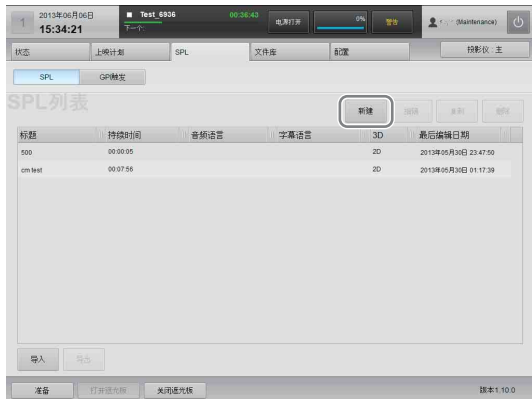 1
2013年06月06日
15:34:21
Test_6936
00:36:43
下一个:
电源打开
0%
警告
(Maintenance)
状态
上映计划
SPL
文件库
配置
投影仪 : 主
SPL
GPI触发
SPL列表
新建
编辑
复制
删除
标题 持续时间 音频语言 字幕语言 3D 最后编辑日期
500 00:00:05 2D 2013年05月30日 23:47:50
cm test 00:07:56 2D 2013年05月30日 01:17:39
导入
导出
准备
打开遮光板
关闭遮光板
版本1.10.0